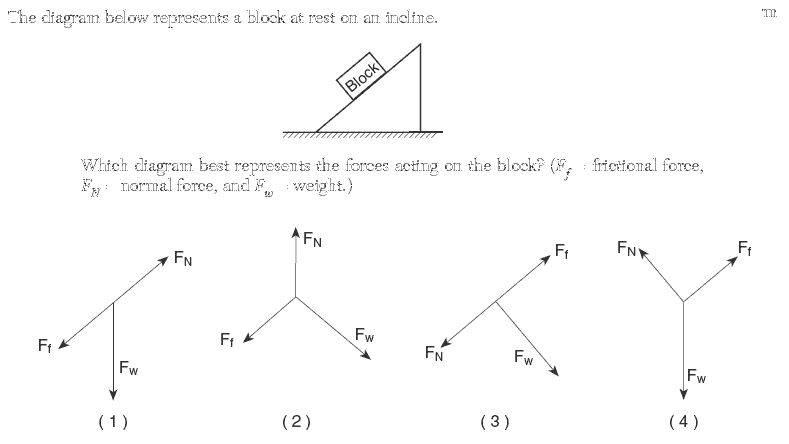 The diagram below represents a block at rest on an incline.
m
Block
Which diagram best represents the forces acting on the block? (F_f = frictional force,
F_N = normal force, and F_w = weight.)
F_N
F_f
F_w
(1)
F_N
F_f
F_w
(2)
F_f
F_N
F_w
(3)
F_N
F_f
F_w
(4)